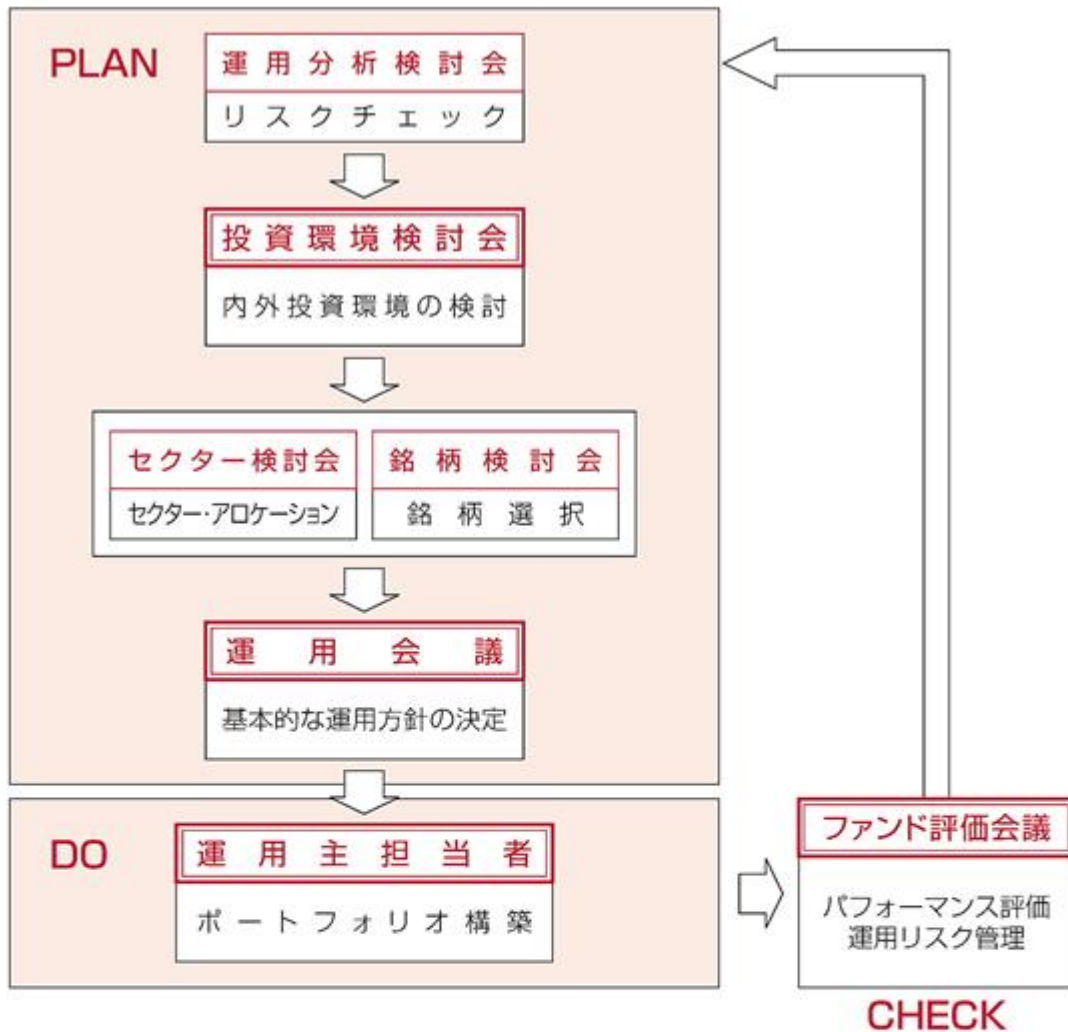 PLAN
運用分析検討会
リスクチェック
投資環境検討会
内外投資環境の検討
セクター検討会
セクター・アロケーション
銘柄検討会
銘柄選択
運用会議
基本的な運用方針の決定
DO
運用主担当者
ポートフォリオ構築
ファンド評価会議
パフォーマンス評価
運用リスク管理
CHECK